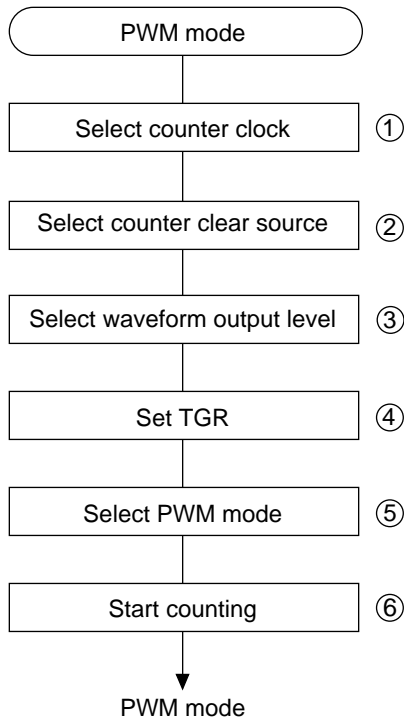 PWM mode
Select counter clock ①
Select counter clear source ②
Select waveform output level ③
Set TGR ④
Select PWM mode ⑤
Start counting ⑥
PWM mode